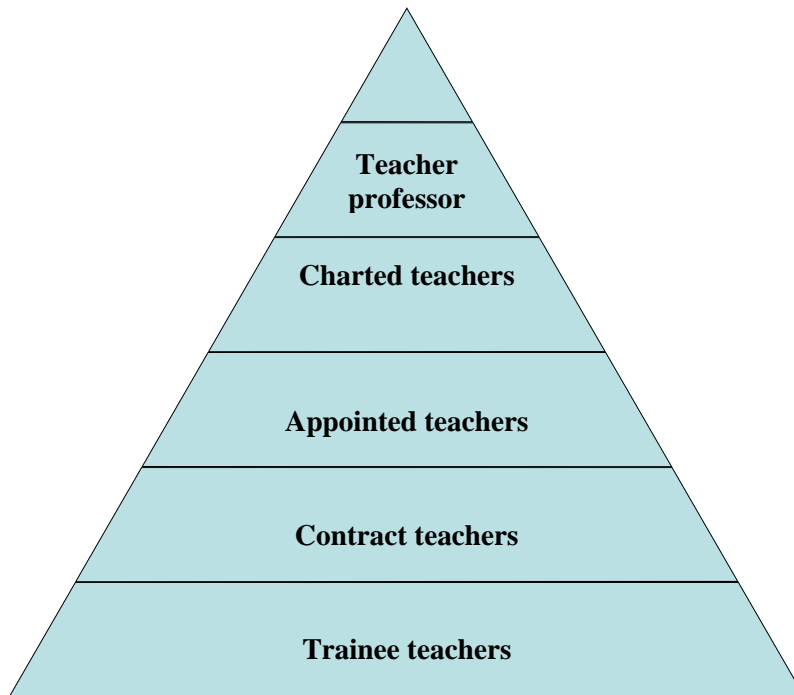 Teacher
professor
Charted teachers
Appointed teachers
Contract teachers
Trainee teachers